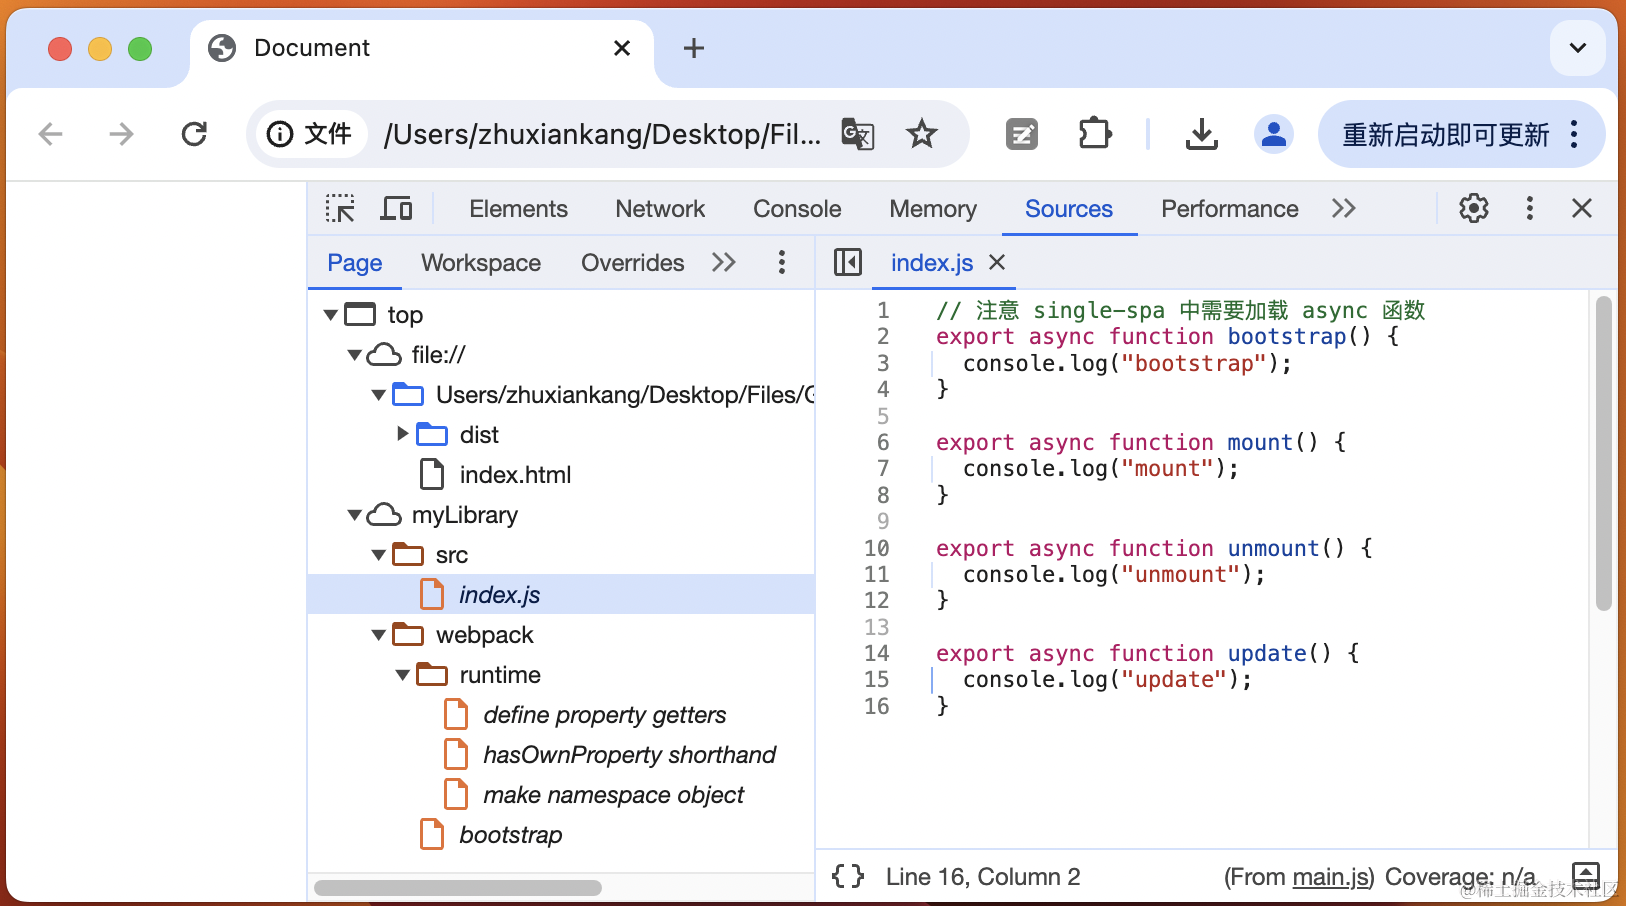 Document
文件 /Users/zhuxiankang/Desktop/Fil... 重新启动即可更新
Elements Network Console Memory Sources Performance
Page Workspace Overrides
index.js
top
file://
Users/zhuxiankang/Desktop/Files/G
dist
index.html
myLibrary
src
index.js
webpack
runtime
define property getters
hasOwnProperty shorthand
make namespace object
bootstrap
1 // 注意 single-spa 中需要加载 async 函数
2 export async function bootstrap() {
3 console.log("bootstrap");
4 }
5
6 export async function mount() {
7 console.log("mount");
8 }
9
10 export async function unmount() {
11 console.log("unmount");
12 }
13
14 export async function update() {
15 console.log("update");
16 }
{} Line 16, Column 2 (From main.js) Coverage: n/a
@稀土掘金技术社区